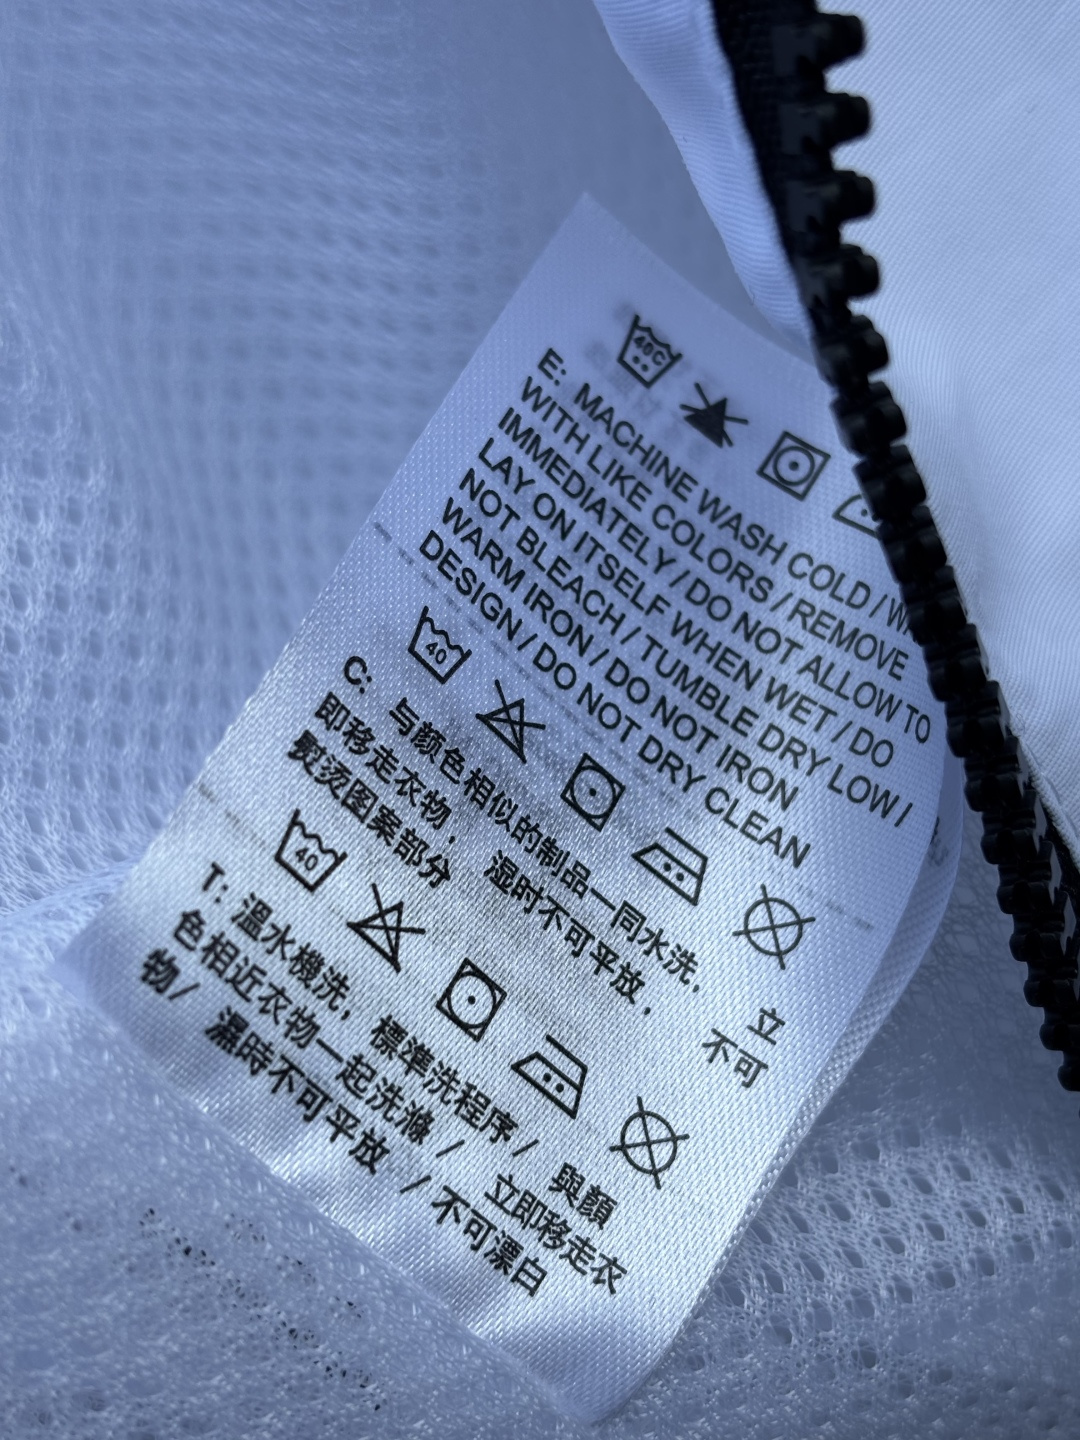 40C
E: MACHINE WASH COLD / WA
WITH LIKE COLORS / REMOVE
IMMEDIATELY / DO NOT ALLOW TO
LAY ON ITSELF WHEN WET / DO
NOT BLEACH / TUMBLE DRY LOW /
WARM IRON / DO NOT IRON
DESIGN / DO NOT DRY CLEAN
40
C: 与颜色相似的制品一同水洗, 立
即移走衣物, 湿时不可平放, 不可
熨烫图案部分
40
T: 溫水機洗, 標準洗程序 / 與顏
色相近衣物一起洗滌 / 立即移走衣
物 / 濕時不可平放 / 不可漂白